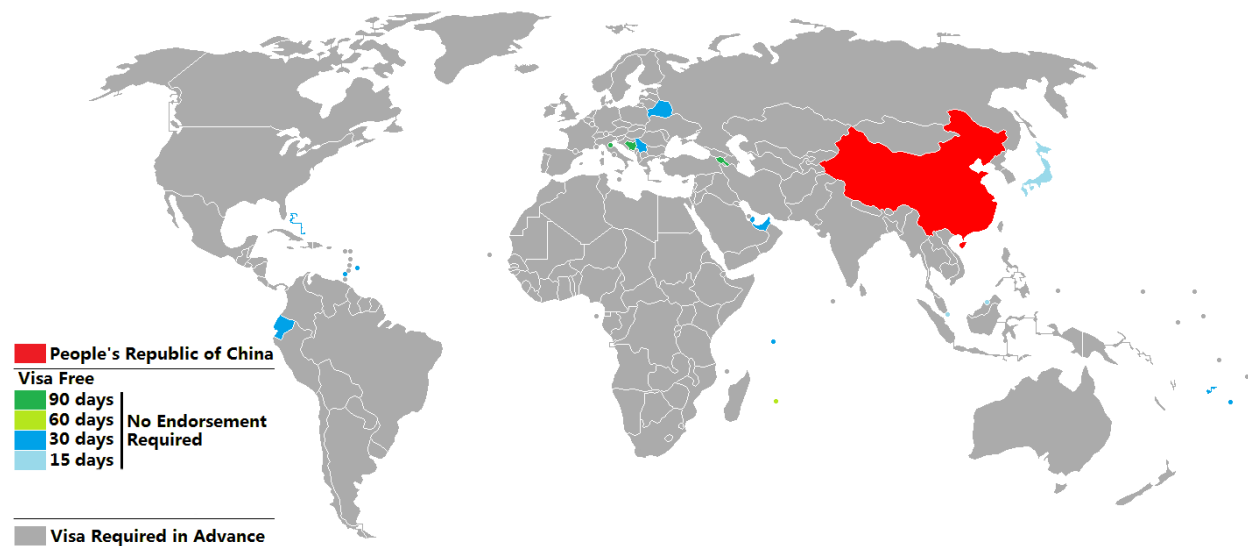 People's Republic of China
Visa Free
90 days
60 days
30 days
15 days
No Endorsement
Required
Visa Required in Advance